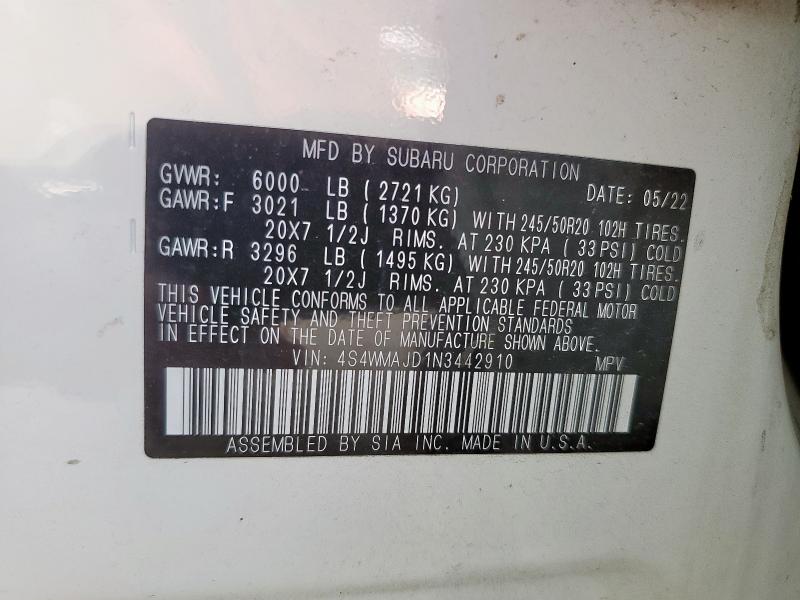 MFD BY SUBARU CORPORATION
GVWR: 6000 LB ( 2721 KG) DATE: 05/22
GAWR:F 3021 LB ( 1370 KG) WITH 245/50R20 102H TIRES.
20X7 1/2J RIMS. AT 230 KPA ( 33 PSI) COLD
GAWR:R 3296 LB ( 1495 KG) WITH 245/50R20 102H TIRES.
20X7 1/2J RIMS. AT 230 KPA ( 33 PSI) COLD
THIS VEHICLE CONFORMS TO ALL APPLICABLE FEDERAL MOTOR
VEHICLE SAFETY AND THEFT PREVENTION STANDARDS
IN EFFECT ON THE DATE OF MANUFACTURE SHOWN ABOVE.
VIN: 4S4WMAJD1N3442910 MPV
ASSEMBLED BY SIA INC. MADE IN U.S.A.